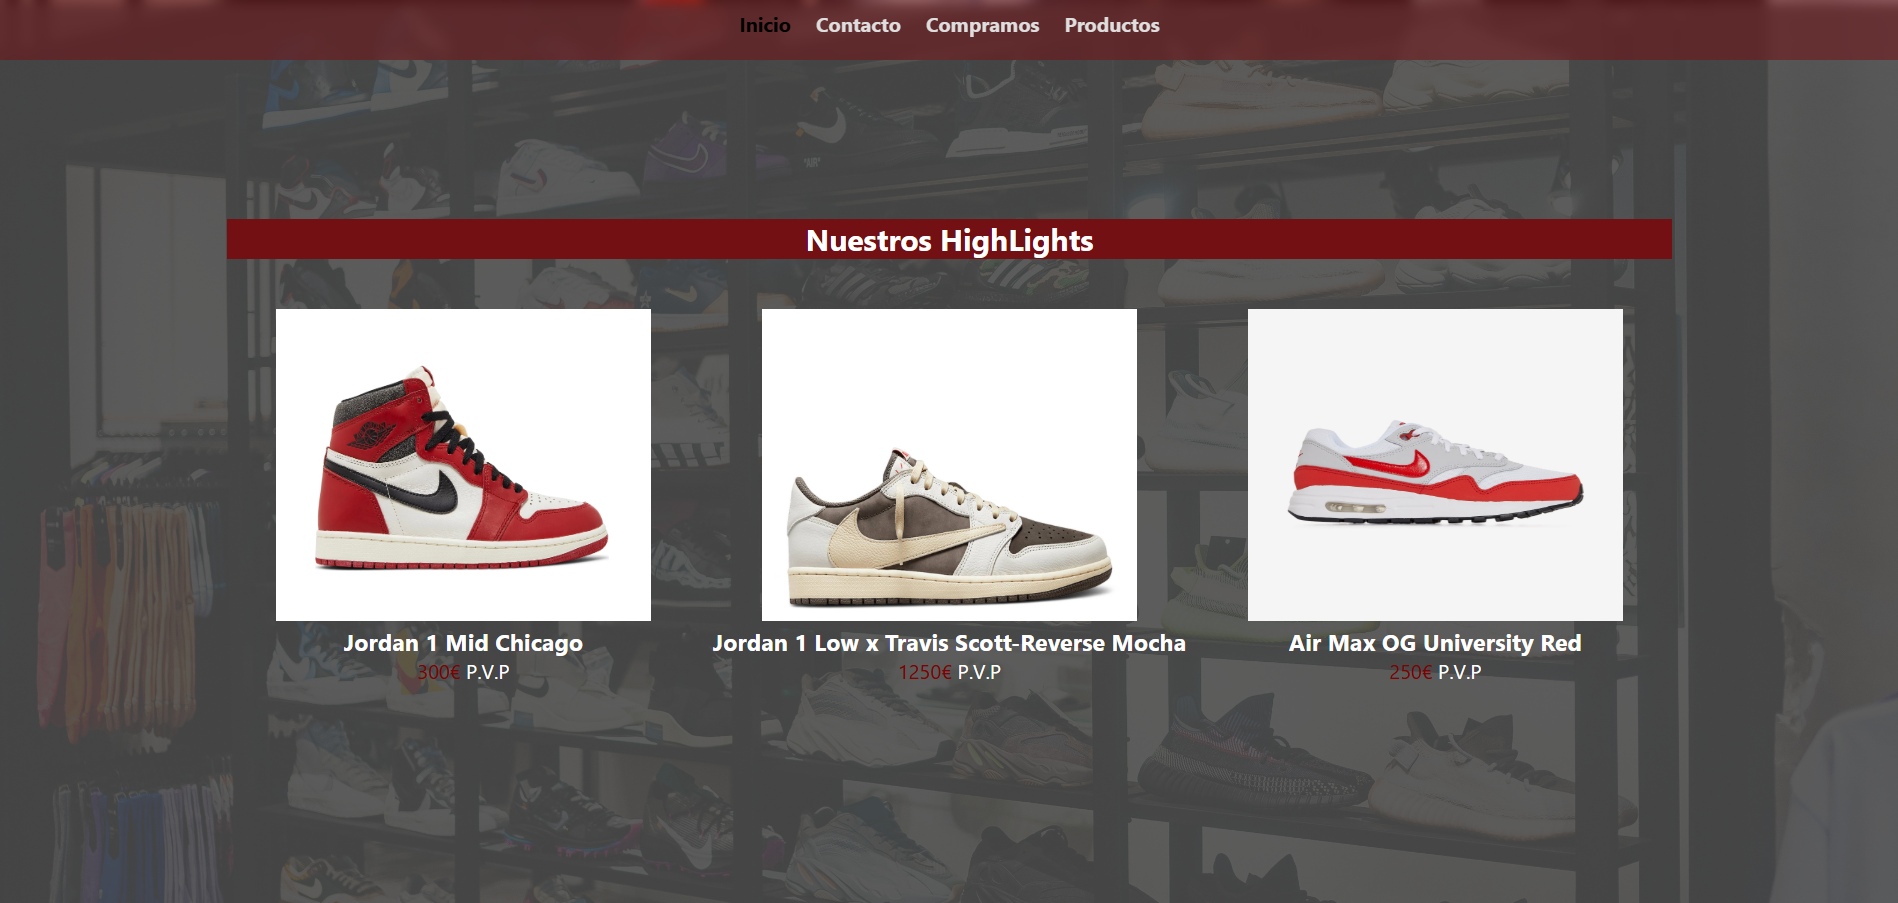 Inicio Contacto Compramos Productos
Nuestros HighLights
Jordan 1 Mid Chicago
300€ P.V.P
Jordan 1 Low x Travis Scott-Reverse Mocha
1250€ P.V.P
Air Max OG University Red
250€ P.V.P